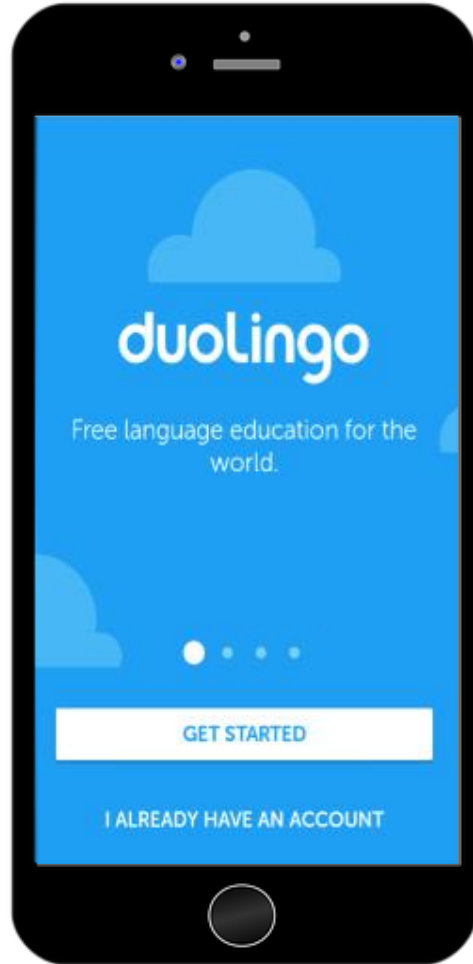 duolingo
Free language education for the
world.
GET STARTED
I ALREADY HAVE AN ACCOUNT